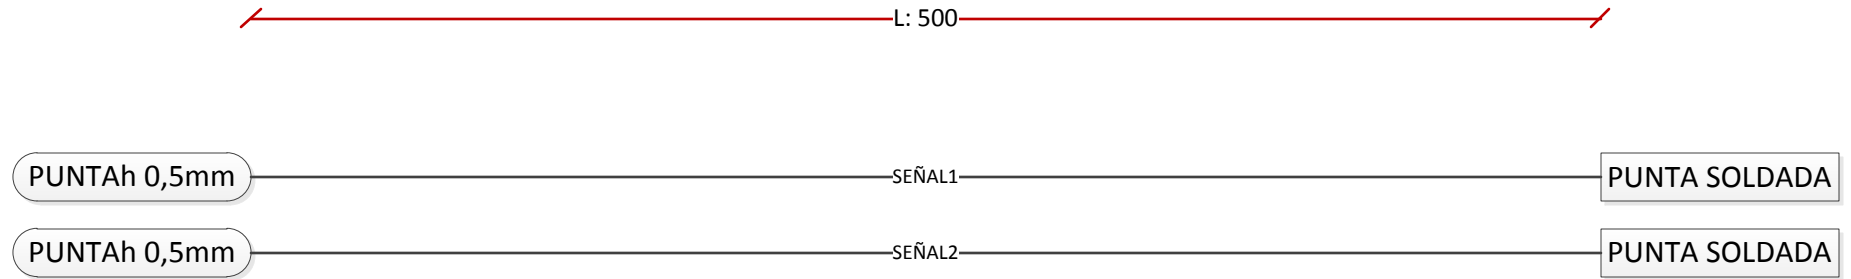 L: 500
PUNTAh 0,5mm SEÑAL1 PUNTA SOLDADA
PUNTAh 0,5mm SEÑAL2 PUNTA SOLDADA